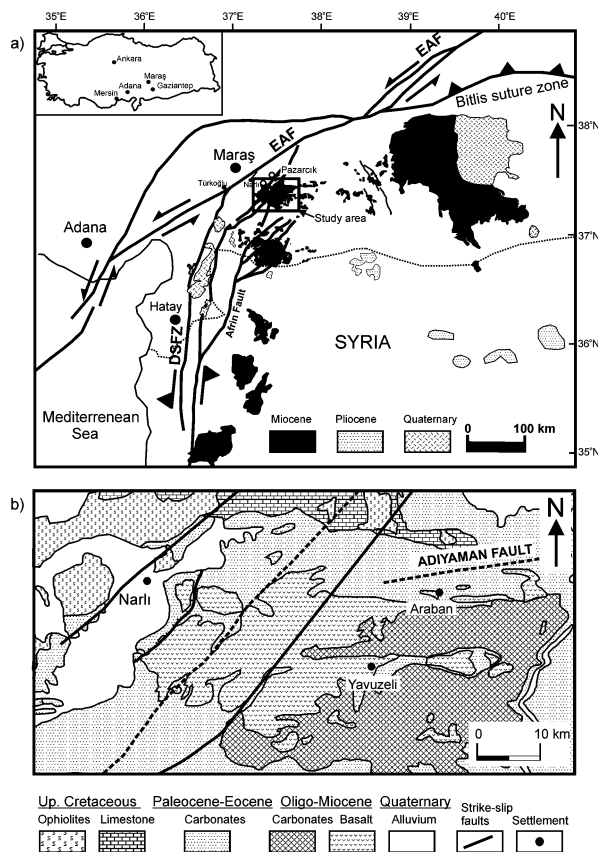 35°E 36°E 37°E 38°E 39°E 40°E
a)
Ankara
Maraş
Adana
Gaziantep
Mersin
EAF
Bitlis suture zone
N
38°N
EAF
Maraş
Pazarcık
Türkoğlu
Narlı
Study area
Adana
37°N
Hatay
DSFZ
Afrin Fault
SYRIA
36°N
Mediterranean
Sea
Miocene Pliocene Quaternary
0 100 km
35°N
b)
N
ADIYAMAN FAULT
Narlı
Araban
Yavuzeli
0 10 km
Up. Cretaceous Paleocene-Eocene Oligo-Miocene Quaternary
Ophiolites Limestone Carbonates Carbonates Basalt Alluvium Strike-slip
faults Settlement